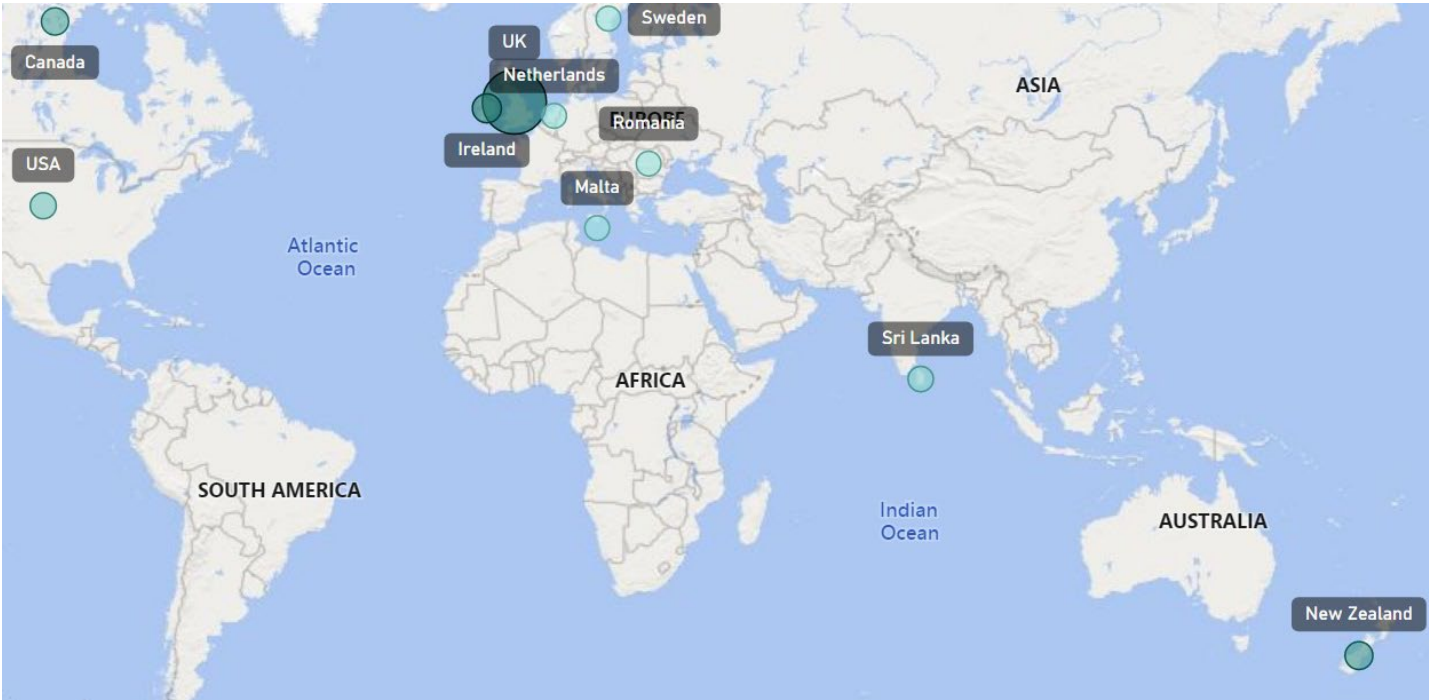 Sweden
UK
Canada
Netherlands
ASIA
EUROPE
Romania
Ireland
USA
Malta
Atlantic
Ocean
Sri Lanka
AFRICA
SOUTH AMERICA
Indian
Ocean
AUSTRALIA
New Zealand